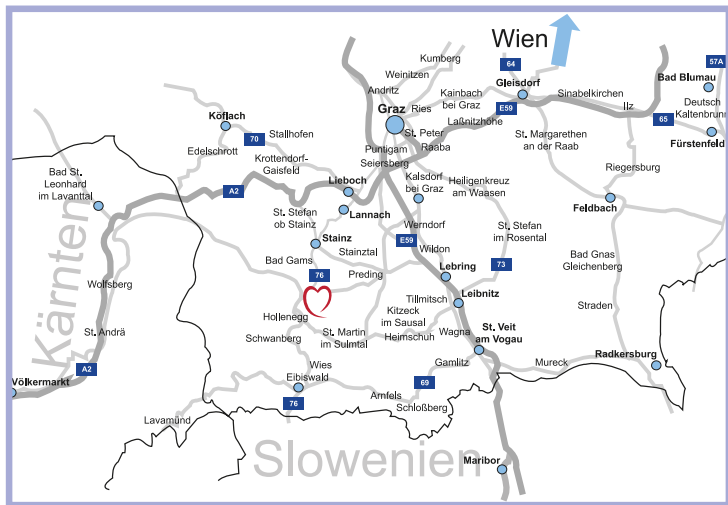 Wien
57A
Kumberg
64
Weinitzen
Bad Blumau
Gleisdorf
Andritz
Kainbach
bei Graz
Sinabelkirchen
Deutsch
Kaltenbrunn
Graz
Ries
E59
Ilz
Köflach
Laßnitzhöhe
65
70
Stallhofen
St. Peter
St. Margarethen
an der Raab
Fürstenfeld
Puntigam
Raaba
Edelschrott
Krottendorf-
Gaisfeld
Seiersberg
Riegersburg
Bad St.
Leonhard
im Lavanttal
Lieboch
Kalsdorf
bei Graz
Heiligenkreuz
am Waasen
A2
Feldbach
St. Stefan
ob Stainz
Lannach
Werndorf
St. Stefan
im Rosental
Stainz
E59
Stainztal
Wildon
Bad Gnas
Gleichenberg
Bad Gams
73
Kärnten
Wolfsberg
76
Preding
Lebring
Tillmitsch
Leibnitz
Straden
Hollenegg
Kitzeck
im Sausal
St. Andrä
Schwanberg
St. Martin
im Sulmtal
Heimschuh
Wagna
St. Veit
am Vogau
Wies
Gamlitz
Mureck
Radkersburg
A2
Eibiswald
69
Völkermarkt
76
Arnfels
Schloßberg
Lavamünd
Slowenien
Maribor